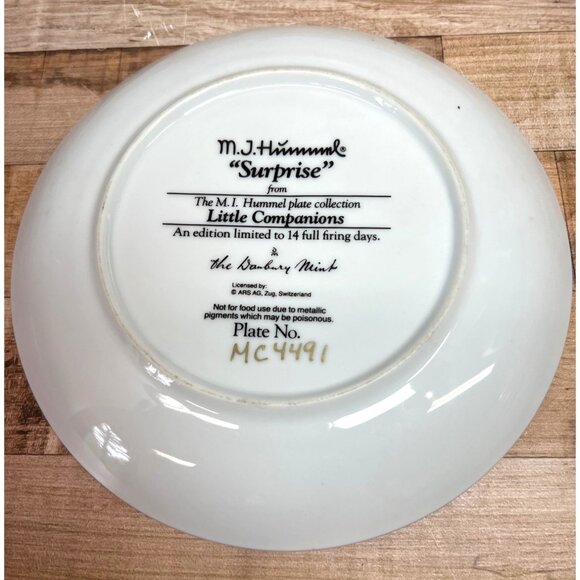 M.J.Hummel®
“Surprise”
from
The M. I. Hummel plate collection
Little Companions
An edition limited to 14 full firing days.
The Danbury Mint
Licensed by:
© ARS AG, Zug, Switzerland
Not for food use due to metallic
pigments which may be poisonous.
Plate No.
MC4491